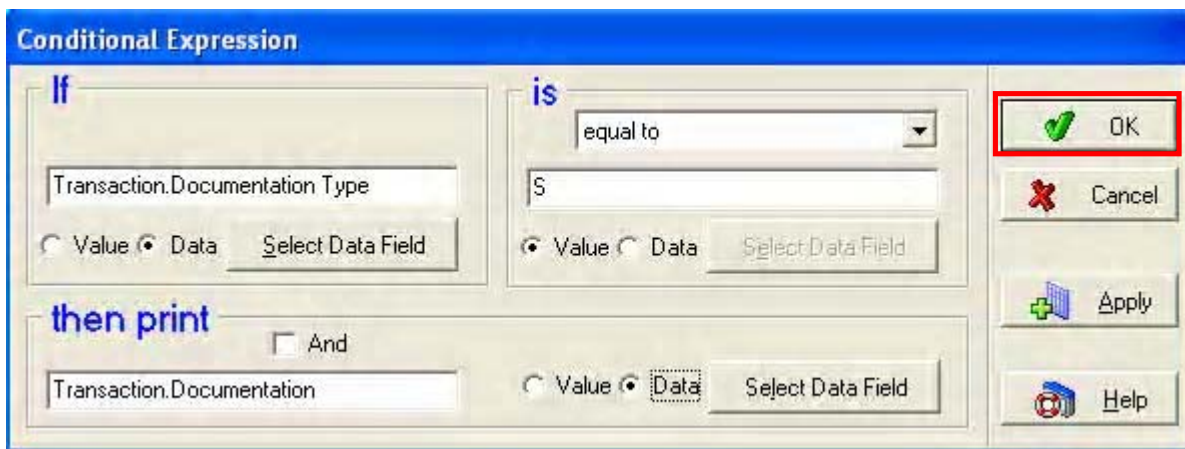 Conditional Expression
If
Transaction.Documentation Type
Value Data Select Data Field
is
equal to
S
Value Data Select Data Field
then print
And
Transaction.Documentation
Value Data Select Data Field
OK
Cancel
Apply
Help